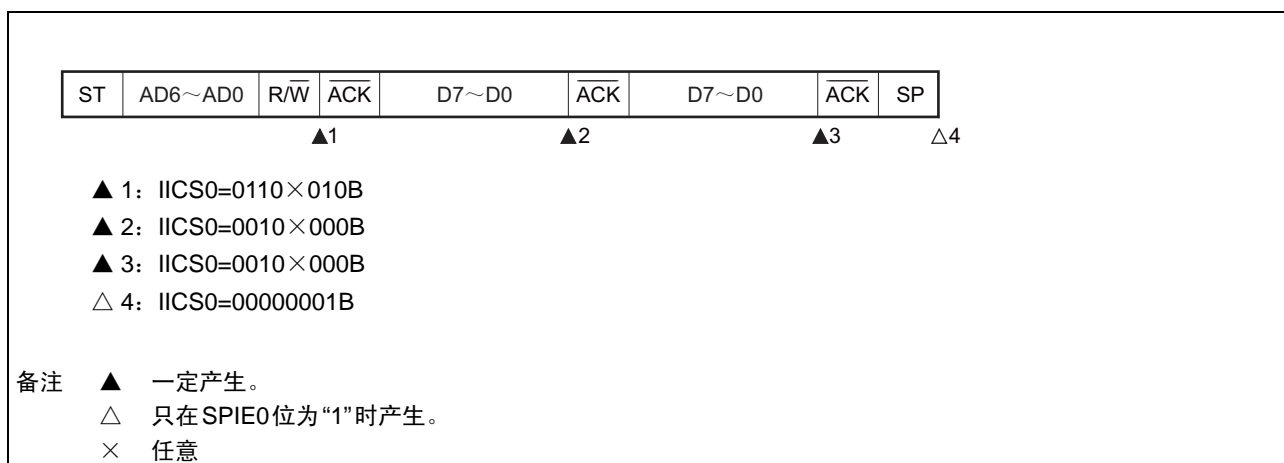 ST AD6～AD0 R/W ACK D7～D0 ACK D7～D0 ACK SP
▲1 ▲2 ▲3 △4
▲ 1：IICS0=0110×010B
▲ 2：IICS0=0010×000B
▲ 3：IICS0=0010×000B
△ 4：IICS0=00000001B
备注 ▲ 一定产生。
△ 只在SPIE0位为“1”时产生。
× 任意